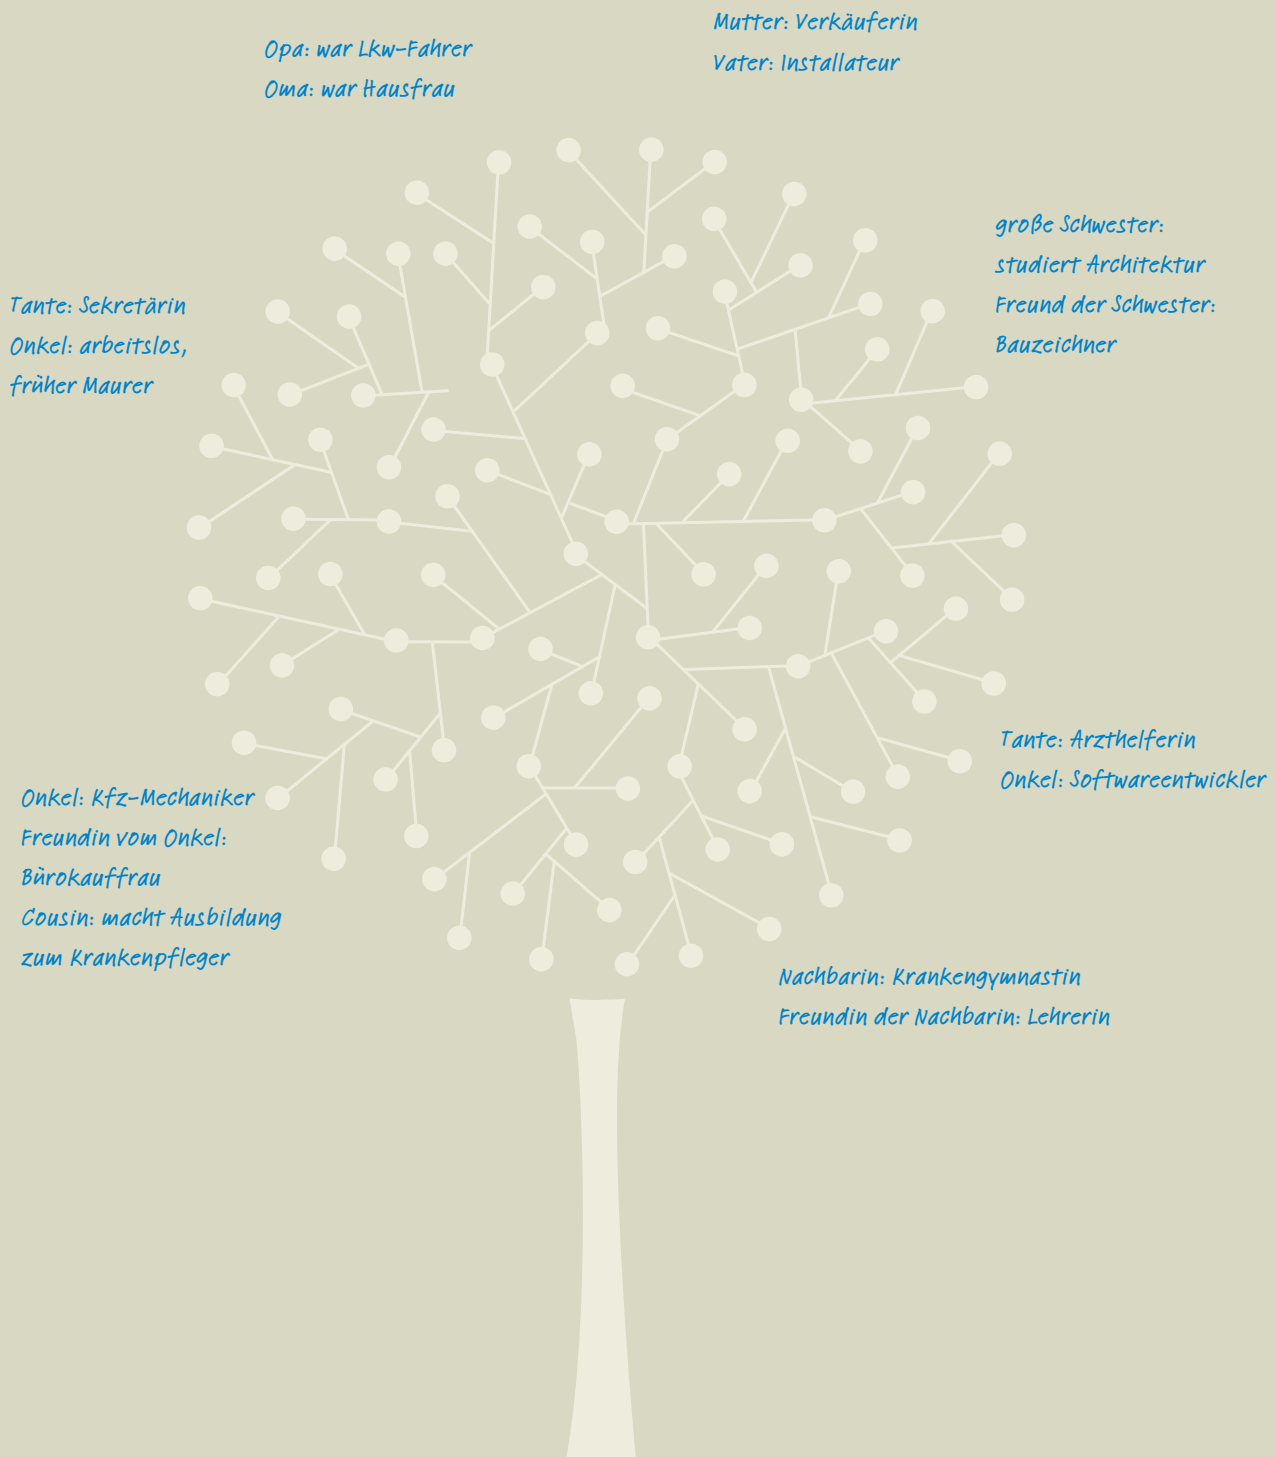 Opa: war Lkw-Fahrer
Oma: war Hausfrau
Mutter: Verkäuferin
Vater: Installateur
große Schwester:
studiert Architektur
Freund der Schwester:
Bauzeichner
Tante: Sekretärin
Onkel: arbeitslos,
früher Maurer
Tante: Arzthelferin
Onkel: Softwareentwickler
Onkel: Kfz-Mechaniker
Freundin vom Onkel:
Bürokauffrau
Cousin: macht Ausbildung
zum Krankenpfleger
Nachbarin: Krankengymnastin
Freundin der Nachbarin: Lehrerin